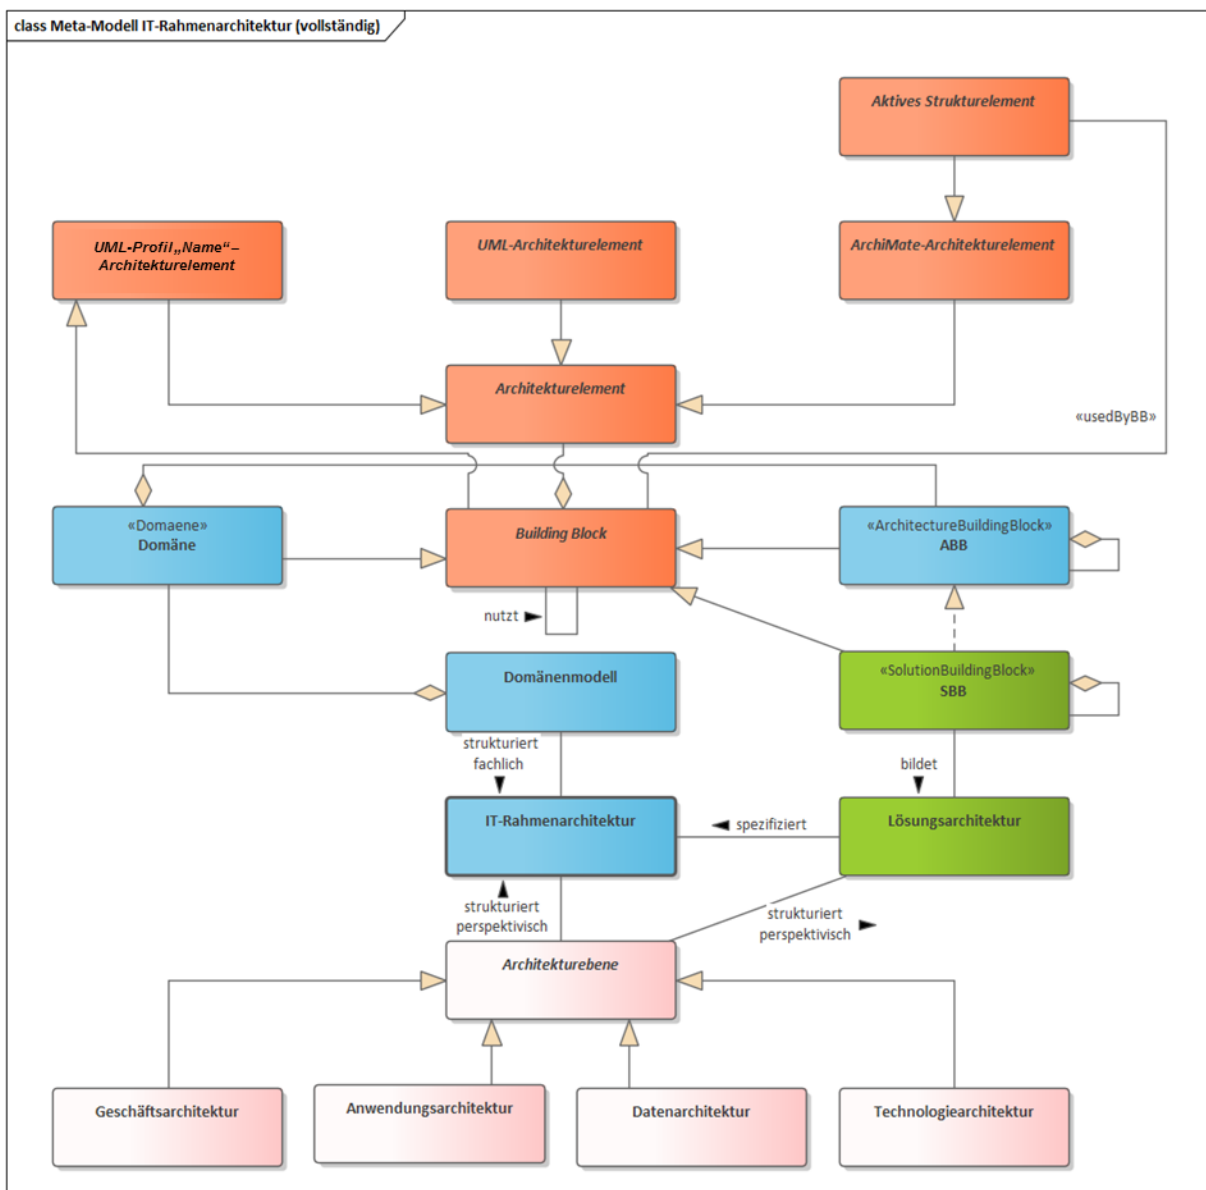 class Meta-Modell IT-Rahmenarchitektur (vollständig)
Aktives Strukturelement
UML-Profil„Name“–
Architekturelement
UML-Architekturelement
ArchiMate-Architekturelement
Architekturelement
«usedByBB»
«Domaene»
Domäne
Building Block
«ArchitectureBuildingBlock»
ABB
nutzt
Domänenmodell
«SolutionBuildingBlock»
SBB
strukturiert
fachlich
bildet
IT-Rahmenarchitektur
spezifiziert
Lösungsarchitektur
strukturiert
perspektivisch
strukturiert
perspektivisch
Architekturebene
Geschäftsarchitektur
Anwendungsarchitektur
Datenarchitektur
Technologiearchitektur